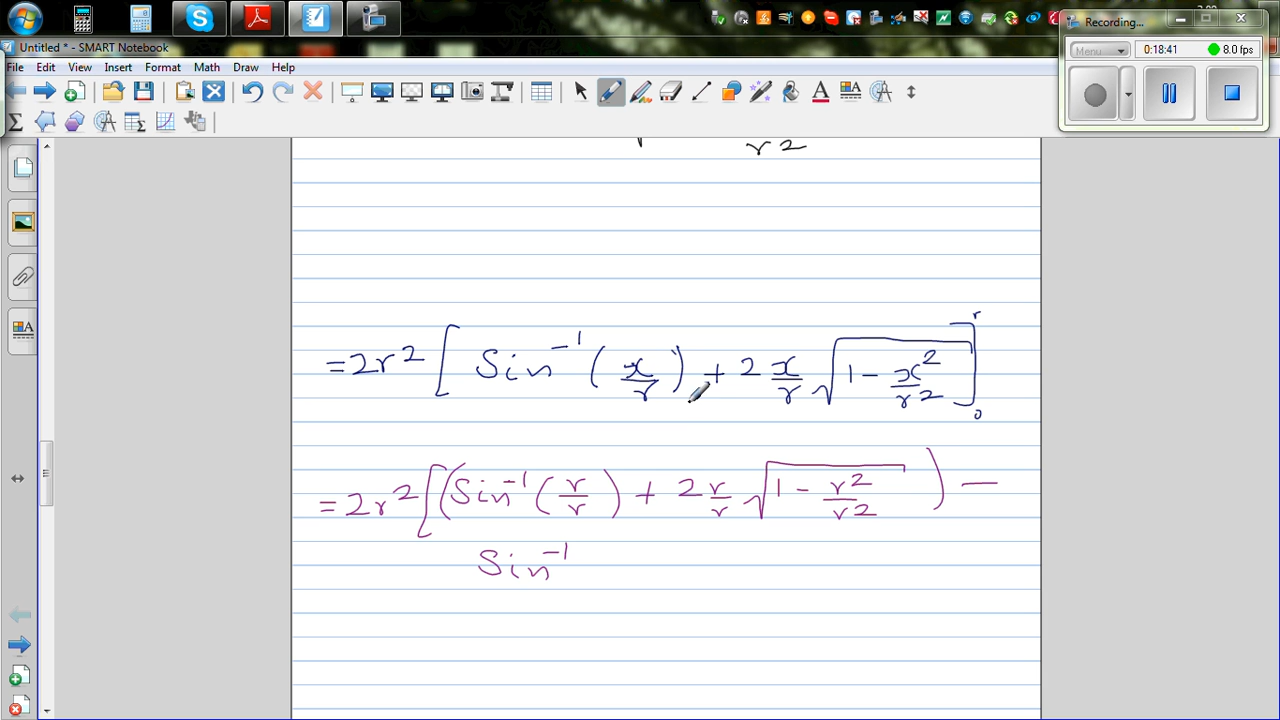 Recording...
Untitled * - SMART Notebook
Menu
0:18:41
8.0 fps
File Edit View Insert Format Math Draw Help
r2
=2r² [ Sin⁻¹ (x/r) + 2 x/r √(1 - x²/r²) ]₀ʳ
=2r² [(Sin⁻¹ (r/r) + 2 r/r √(1 - r²/r²) ) —
Sin⁻¹